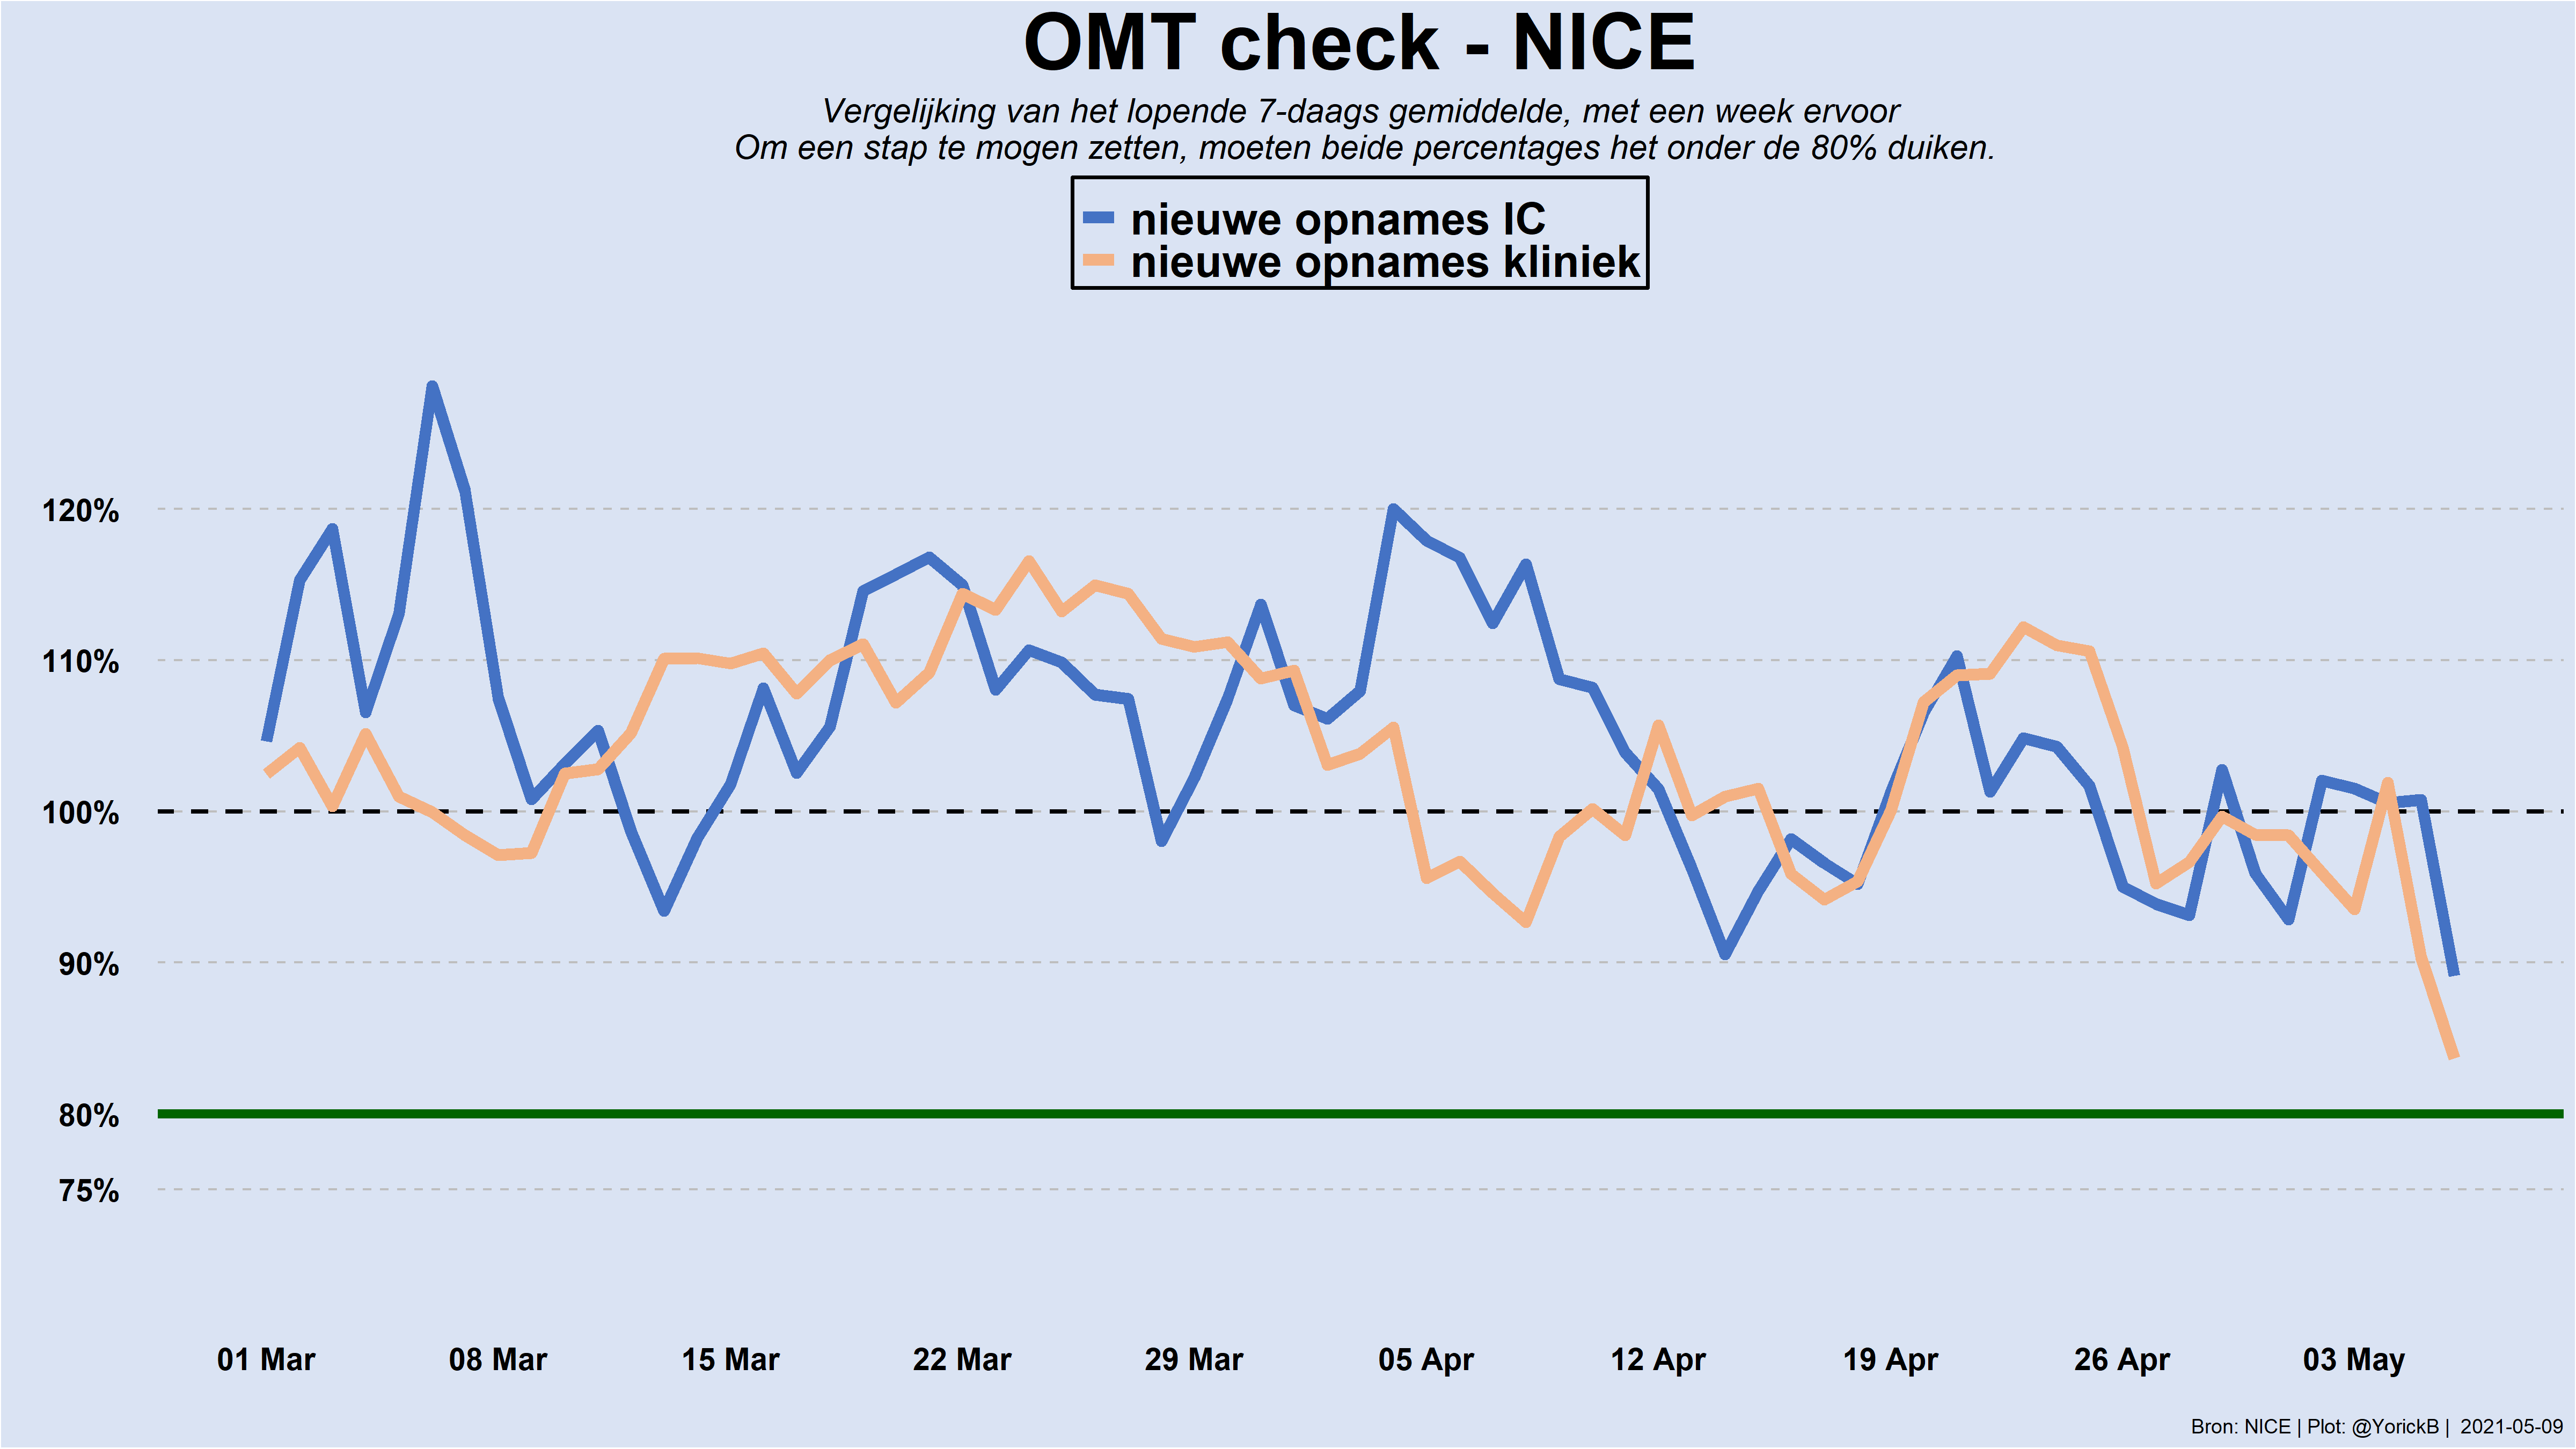 OMT check - NICE
Vergelijking van het lopende 7-daags gemiddelde, met een week ervoor
Om een stap te mogen zetten, moeten beide percentages het onder de 80% duiken.
nieuwe opnames IC
nieuwe opnames kliniek
120%
110%
100%
90%
80%
75%
01 Mar 08 Mar 15 Mar 22 Mar 29 Mar 05 Apr 12 Apr 19 Apr 26 Apr 03 May
Bron: NICE | Plot: @YorickB | 2021-05-09